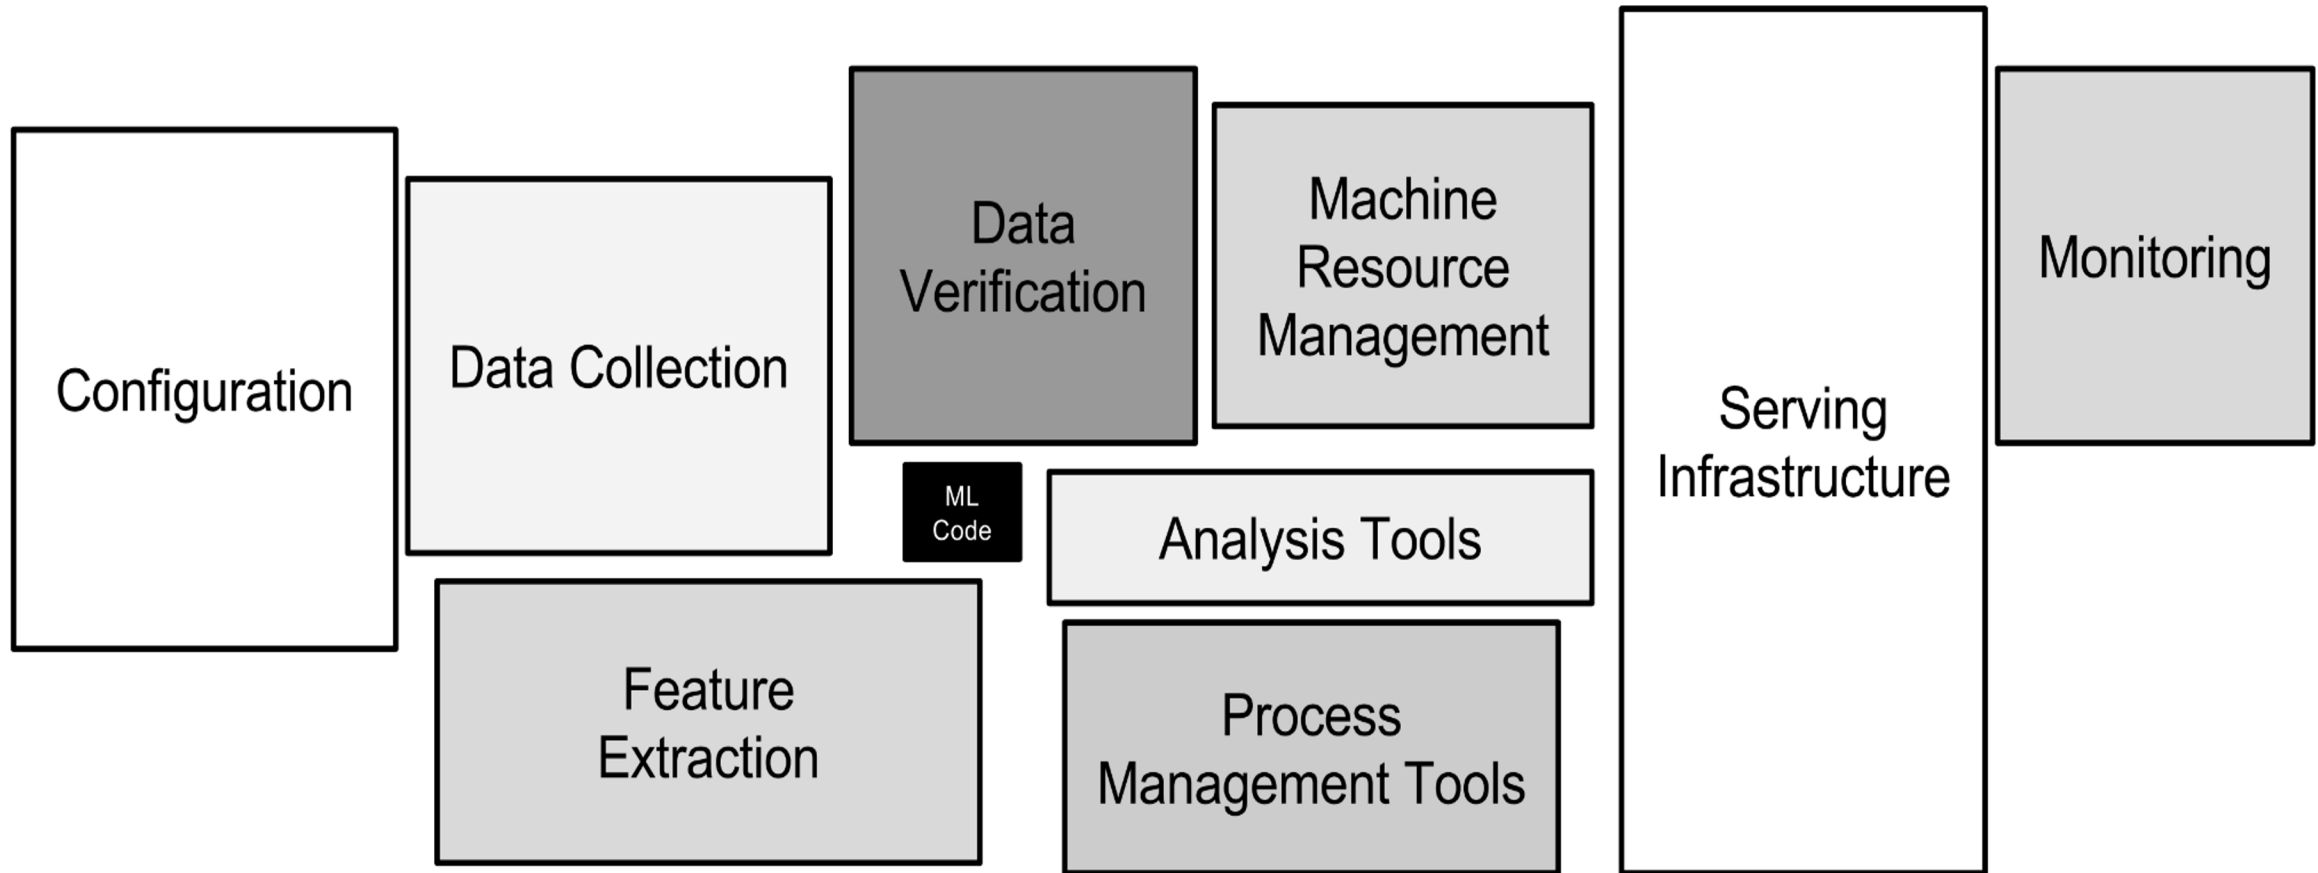 Configuration
Data Collection
Data
Verification
Machine
Resource
Management
Serving
Infrastructure
Monitoring
ML
Code
Analysis Tools
Feature
Extraction
Process
Management Tools